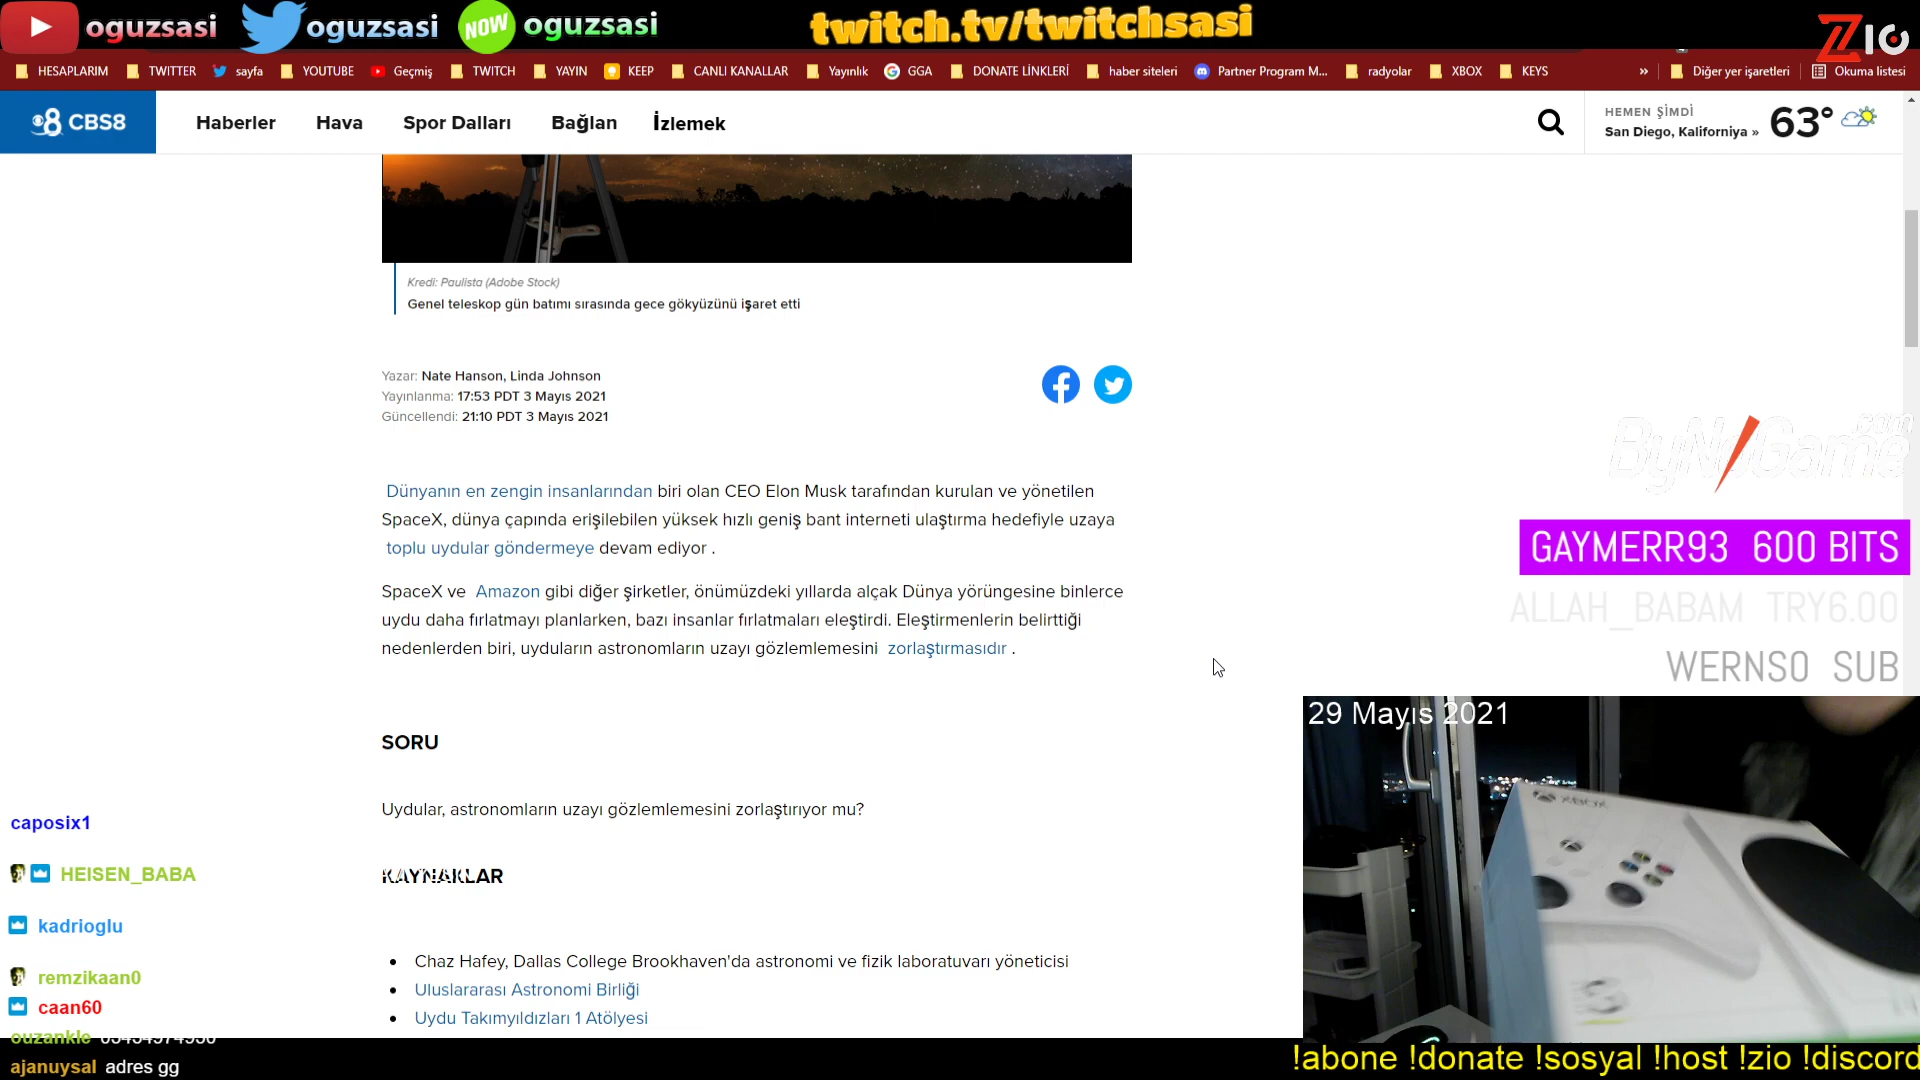 oguzsasi oguzsasi NOW oguzsasi twitch.tv/twitchsasi
HESAPLARIM TWITTER sayfa YOUTUBE Geçmiş TWITCH YAYIN KEEP CANLI KANALLAR Yayınlık GGA DONATE LİNKLERİ haber siteleri Partner Program M... radyolar XBOX KEYS » Diğer yer işaretleri Okuma listesi
8 CBS8 Haberler Hava Spor Dalları Bağlan İzlemek
HEMEN ŞİMDİ
San Diego, Kaliforniya » 63°
Kredi: Paulista (Adobe Stock)
Genel teleskop gün batımı sırasında gece gökyüzünü işaret etti
Yazar: Nate Hanson, Linda Johnson
Yayınlanma: 17:53 PDT 3 Mayıs 2021
Güncellendi: 21:10 PDT 3 Mayıs 2021
Dünyanın en zengin insanlarından biri olan CEO Elon Musk tarafından kurulan ve yönetilen
SpaceX, dünya çapında erişilebilen yüksek hızlı geniş bant interneti ulaştırma hedefiyle uzaya
toplu uydular göndermeye devam ediyor .
SpaceX ve Amazon gibi diğer şirketler, önümüzdeki yıllarda alçak Dünya yörüngesine binlerce
uydu daha fırlatmayı planlarken, bazı insanlar fırlatmaları eleştirdi. Eleştirmenlerin belirttiği
nedenlerden biri, uyduların astronomların uzayı gözlemlemesini zorlaştırmasıdır .
SORU
Uydular, astronomların uzayı gözlemlemesini zorlaştırıyor mu?
KAYNAKLAR
Chaz Hafey, Dallas College Brookhaven'da astronomi ve fizik laboratuvarı yöneticisi
Uluslararası Astronomi Birliği
Uydu Takımyıldızları 1 Atölyesi
ByNoGame.com
GAYMERR93 600 BITS
ALLAH_BABAM TRY6.00
WERNS0 SUB
29 Mayıs 2021
XBOX
S
caposix1
HEISEN_BABA
kadrioglu
remzikaan0
caan60
ouzankle
ajanuysal adres gg
!abone !donate !sosyal !host !zio !discord